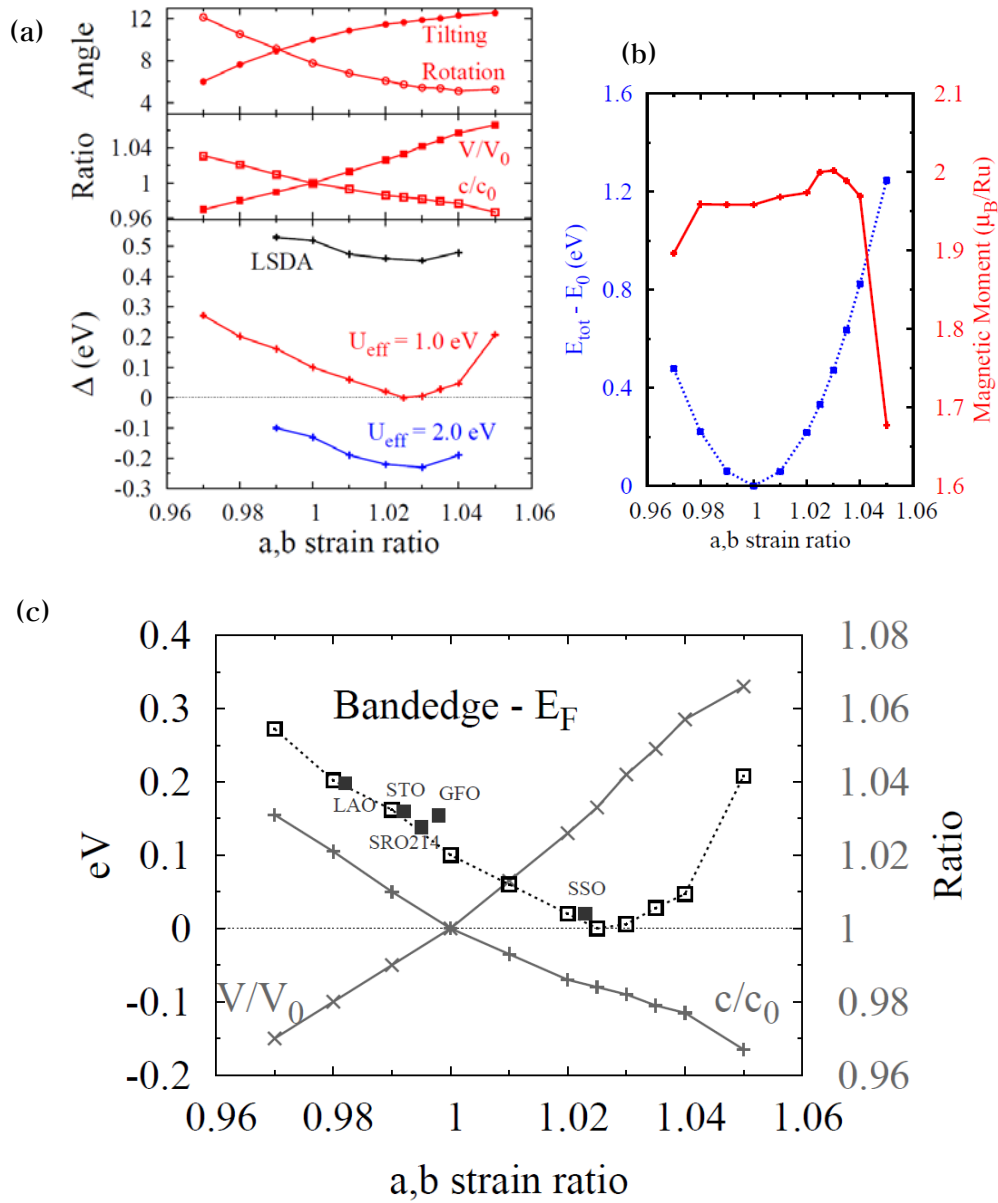 (a)
12
8
4
Angle
Tilting
Rotation
1.04
1
0.96
Ratio
V/V0
c/c0
0.5
0.4
0.3
0.2
0.1
0
-0.1
-0.2
-0.3
Δ (eV)
LSDA
Ueff = 1.0 eV
Ueff = 2.0 eV
0.96 0.98 1 1.02 1.04 1.06
a,b strain ratio
(b)
1.6
1.2
0.8
0.4
0
Etot - E0 (eV)
2.1
2
1.9
1.8
1.7
1.6
Magnetic Moment (μB/Ru)
0.96 0.98 1 1.02 1.04 1.06
a,b strain ratio
(c)
0.4
0.3
0.2
0.1
0
-0.1
-0.2
eV
Bandedge - EF
LAO
STO
GFO
SRO214
SSO
V/V0
c/c0
1.08
1.06
1.04
1.02
1
0.98
0.96
Ratio
0.96 0.98 1 1.02 1.04 1.06
a,b strain ratio